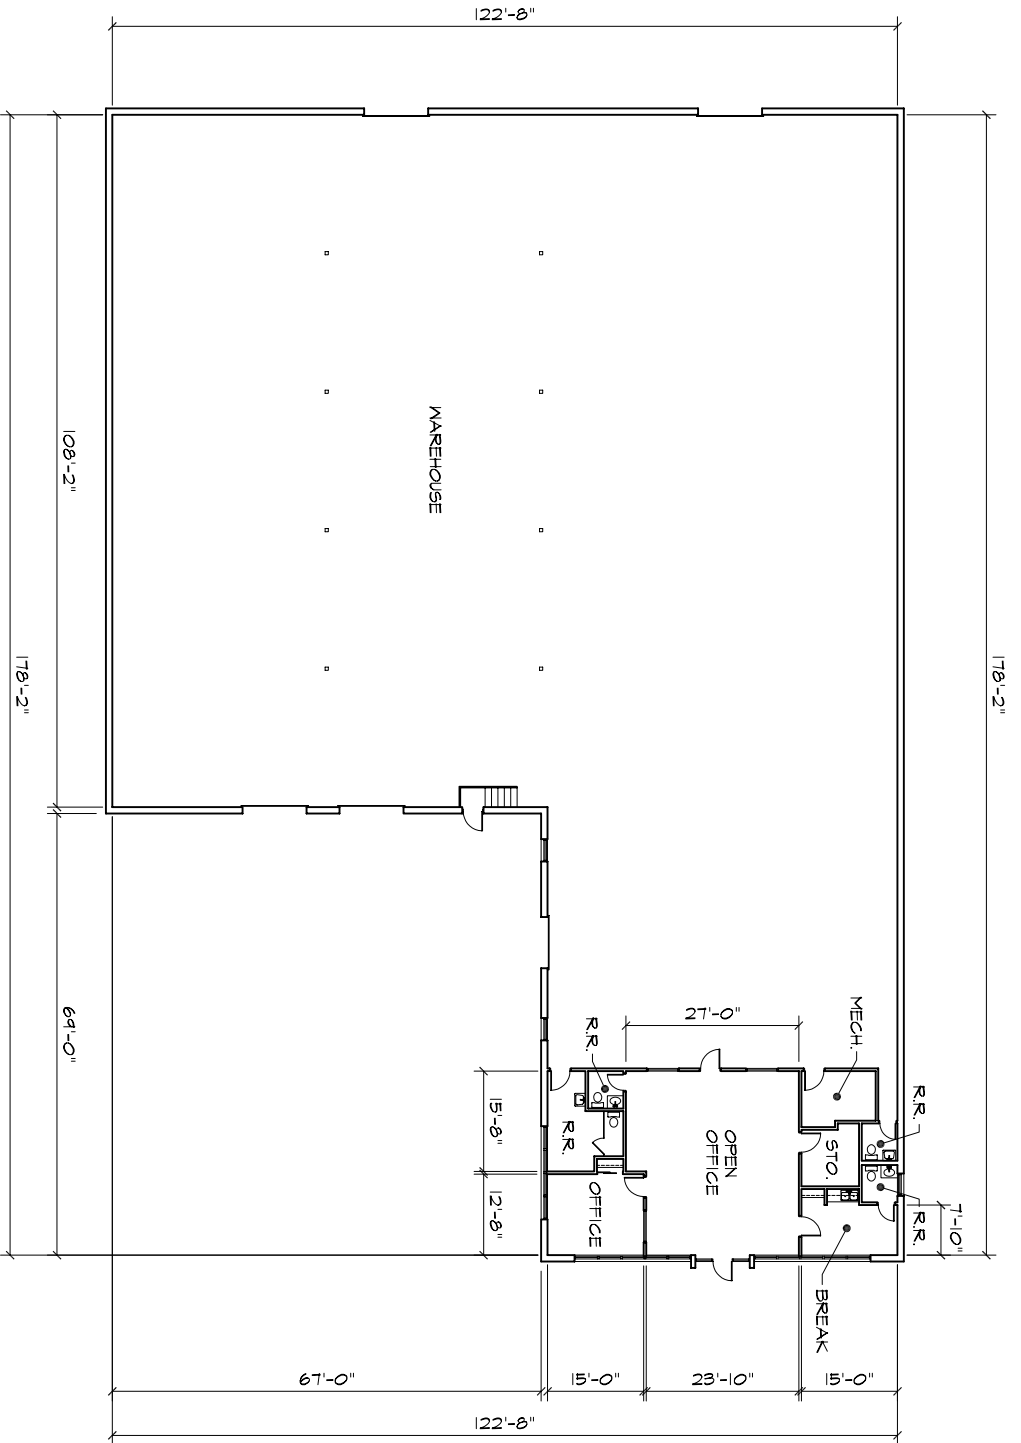 122'-8"
178'-2"
108'-2"
178'-2"
WAREHOUSE
69'-0"
27'-0"
MECH.
R.R.
R.R.
15'-8"
R.R.
OPEN
OFFICE
STO.
12'-8"
OFFICE
R.R.
7'-10"
BREAK
67'-0"
15'-0"
23'-10"
15'-0"
122'-8"